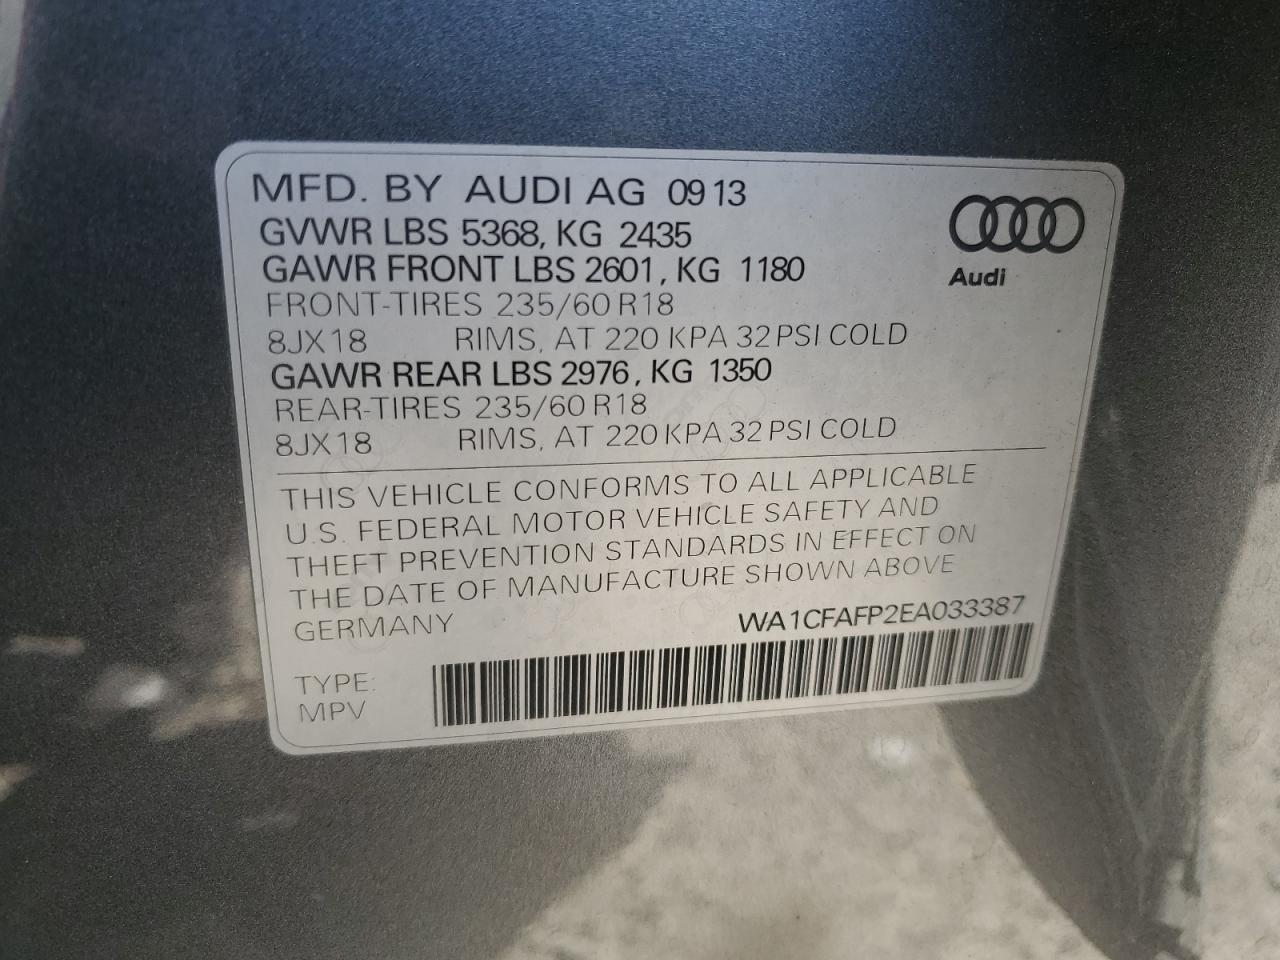 MFD. BY AUDI AG 09 13
GVWR LBS 5368, KG 2435
GAWR FRONT LBS 2601, KG 1180
FRONT-TIRES 235/60 R18
8JX18 RIMS, AT 220 KPA 32 PSI COLD
GAWR REAR LBS 2976, KG 1350
REAR-TIRES 235/60 R18
8JX18 RIMS, AT 220 KPA 32 PSI COLD
Audi
THIS VEHICLE CONFORMS TO ALL APPLICABLE
U.S. FEDERAL MOTOR VEHICLE SAFETY AND
THEFT PREVENTION STANDARDS IN EFFECT ON
THE DATE OF MANUFACTURE SHOWN ABOVE
GERMANY WA1CFAFP2EA033387
TYPE:
MPV